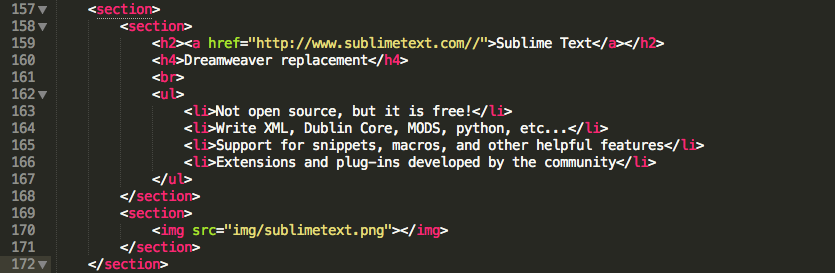 157 <section>
158 <section>
159 <h2><a href="http://www.sublimetext.com//">Sublime Text</a></h2>
160 <h4>Dreamweaver replacement</h4>
161 <br>
162 <ul>
163 <li>Not open source, but it is free!</li>
164 <li>Write XML, Dublin Core, MODS, python, etc...</li>
165 <li>Support for snippets, macros, and other helpful features</li>
166 <li>Extensions and plug-ins developed by the community</li>
167 </ul>
168 </section>
169 <section>
170 <img src="img/sublimetext.png"></img>
171 </section>
172 </section>